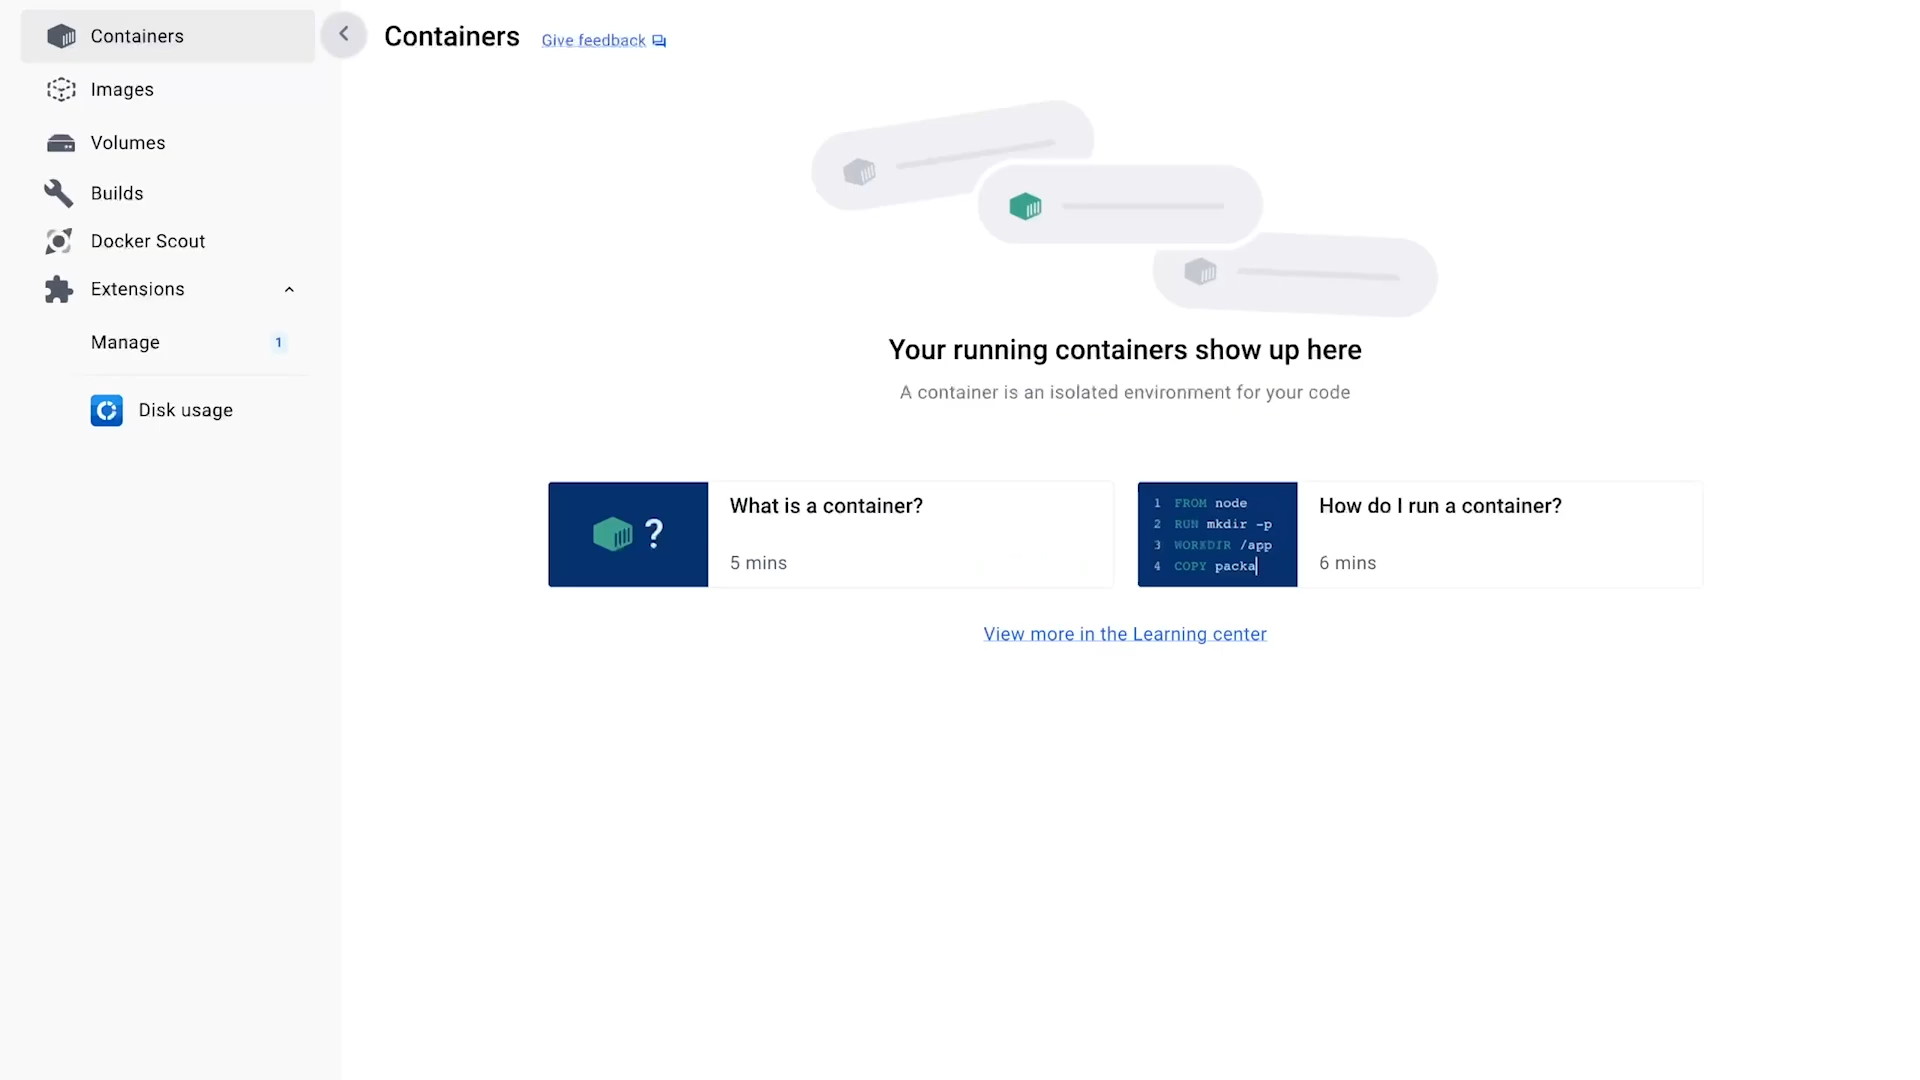 Containers
Images
Volumes
Builds
Docker Scout
Extensions
Manage 1
Disk usage
Containers Give feedback
Your running containers show up here
A container is an isolated environment for your code
?
What is a container?
5 mins
1 FROM node
2 RUN mkdir -p
3 WORKDIR /app
4 COPY packa
How do I run a container?
6 mins
View more in the Learning center